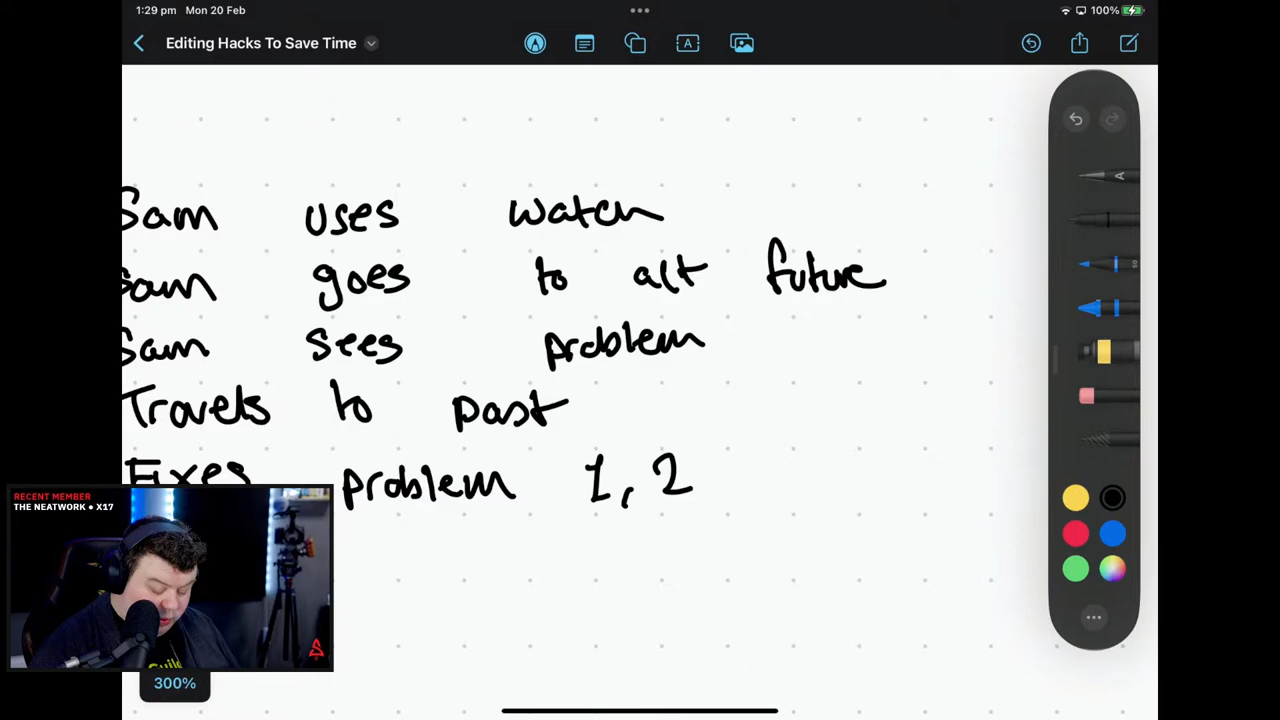 1:29 pm Mon 20 Feb
100%
Editing Hacks To Save Time
A
Sam uses watch
Sam goes to alt future
Sam sees problem
Travels to past
Fixes problem 1, 2
RECENT MEMBER
THE NEATWORK ● X17
300%